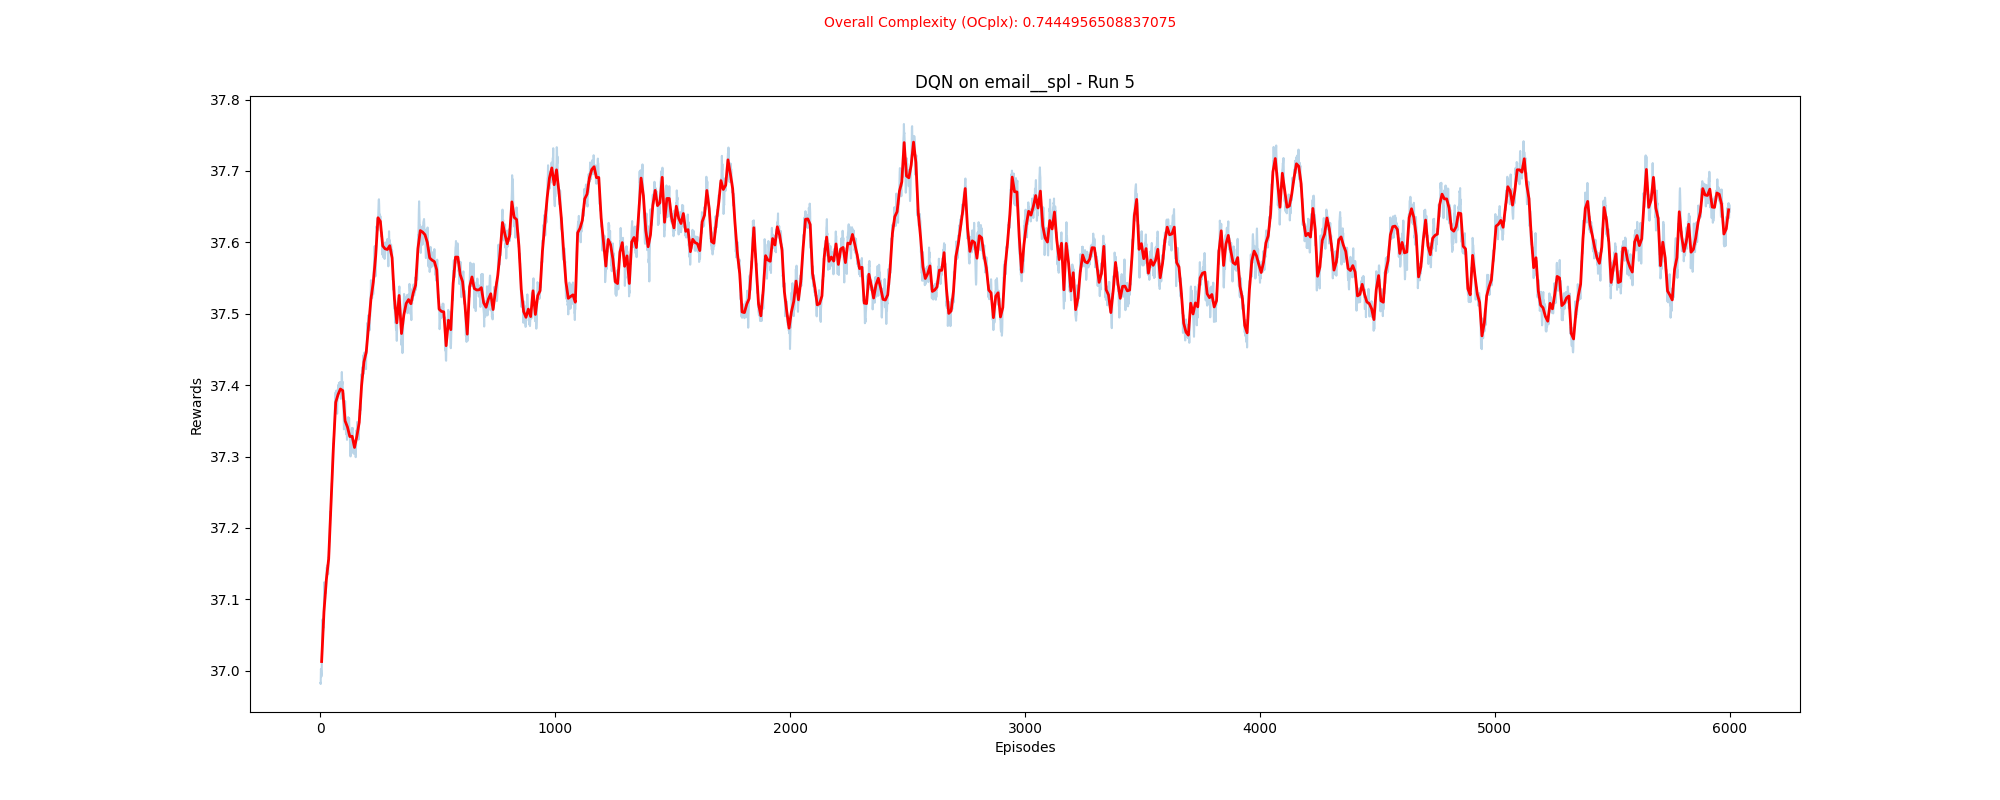 Overall Complexity (OCplx): 0.7444956508837075
DQN on email__spl - Run 5
37.8
37.7
37.6
37.5
37.4
37.3
37.2
37.1
37.0
Rewards
0 1000 2000 3000 4000 5000 6000
Episodes